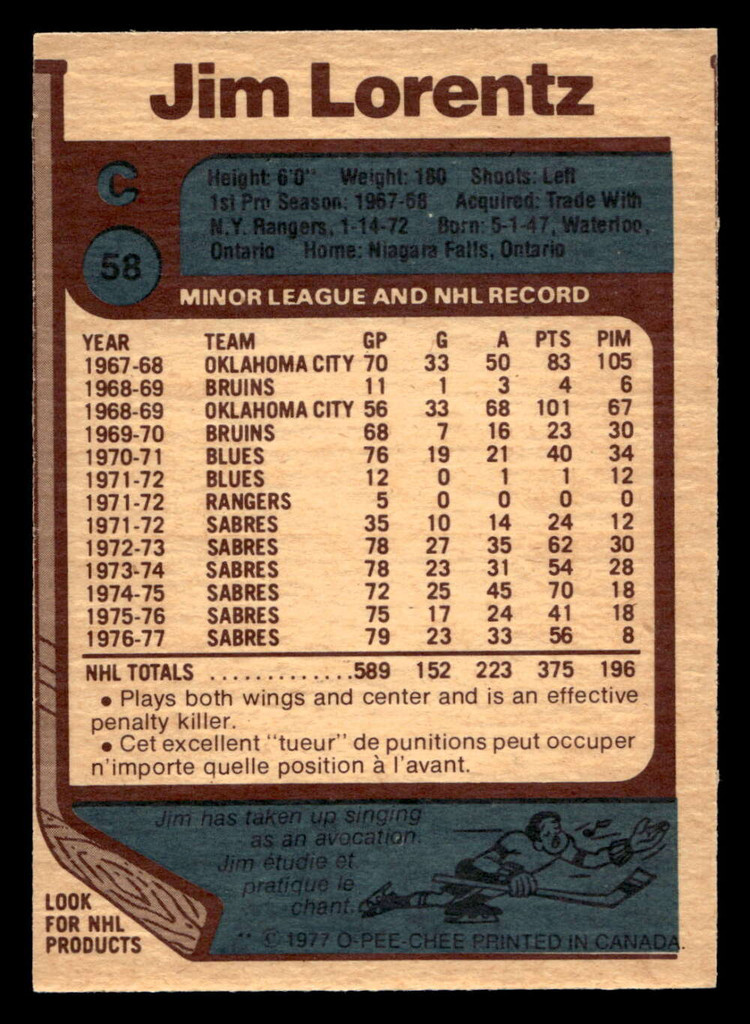 Jim Lorentz
C
58
Height: 6'0" Weight: 180 Shoots: Left
1st Pro Season: 1967-68 Acquired: Trade With
N.Y. Rangers, 1-14-72 Born: 5-1-47, Waterloo,
Ontario Home: Niagara Falls, Ontario
MINOR LEAGUE AND NHL RECORD
YEAR TEAM GP G A PTS PIM
1967-68 OKLAHOMA CITY 70 33 50 83 105
1968-69 BRUINS 11 1 3 4 6
1968-69 OKLAHOMA CITY 56 33 68 101 67
1969-70 BRUINS 68 7 16 23 30
1970-71 BLUES 76 19 21 40 34
1971-72 BLUES 12 0 1 1 12
1971-72 RANGERS 5 0 0 0 0
1971-72 SABRES 35 10 14 24 12
1972-73 SABRES 78 27 35 62 30
1973-74 SABRES 78 23 31 54 28
1974-75 SABRES 72 25 45 70 18
1975-76 SABRES 75 17 24 41 18
1976-77 SABRES 79 23 33 56 8
NHL TOTALS ............. 589 152 223 375 196
• Plays both wings and center and is an effective
penalty killer.
• Cet excellent "tueur" de punitions peut occuper
n'importe quelle position à l'avant.
Jim has taken up singing
as an avocation.
Jim étudie et
pratique le
chant.
LOOK
FOR NHL
PRODUCTS
** © 1977 O-PEE-CHEE PRINTED IN CANADA.